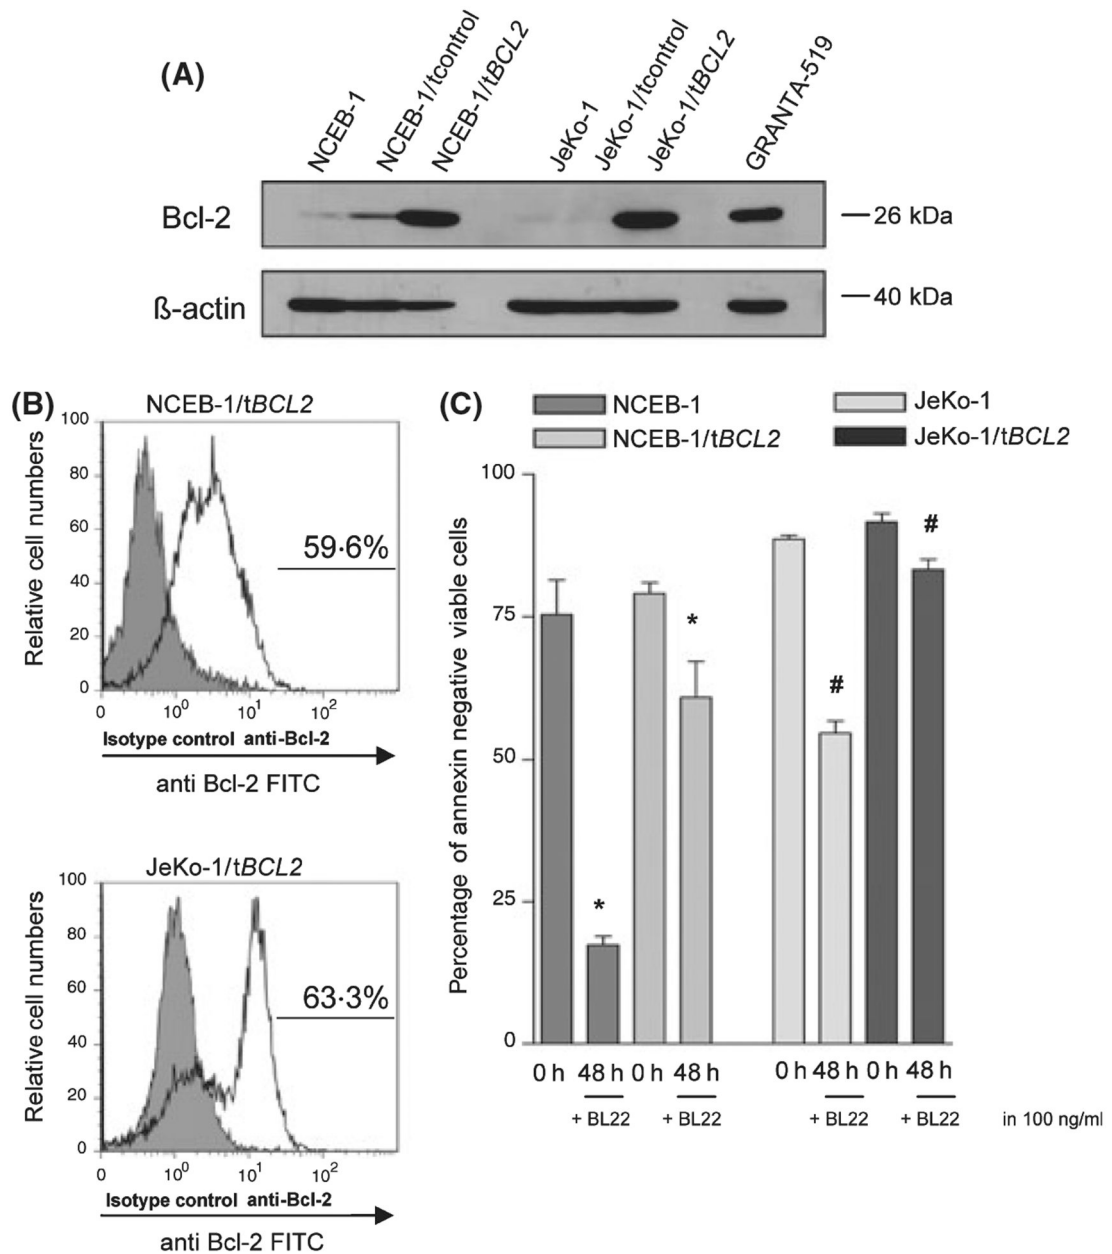 (A)
NCEB-1
NCEB-1/tcontrol
NCEB-1/tBCL2
JeKo-1
JeKo-1/tcontrol
JeKo-1/tBCL2
GRANTA-519
Bcl-2
26 kDa
ß-actin
40 kDa
(B)
NCEB-1/tBCL2
Relative cell numbers
100
80
60
40
20
0
59·6%
0 10⁰ 10¹ 10²
Isotype control anti-Bcl-2
anti Bcl-2 FITC
JeKo-1/tBCL2
Relative cell numbers
100
80
60
40
20
0
63·3%
0 10⁰ 10¹ 10²
Isotype control anti-Bcl-2
anti Bcl-2 FITC
(C)
NCEB-1
NCEB-1/tBCL2
JeKo-1
JeKo-1/tBCL2
Percentage of annexin negative viable cells
100
75
50
25
0
*
*
#
#
0 h 48 h 0 h 48 h 0 h 48 h 0 h 48 h
+ BL22 + BL22 + BL22 + BL22 in 100 ng/ml